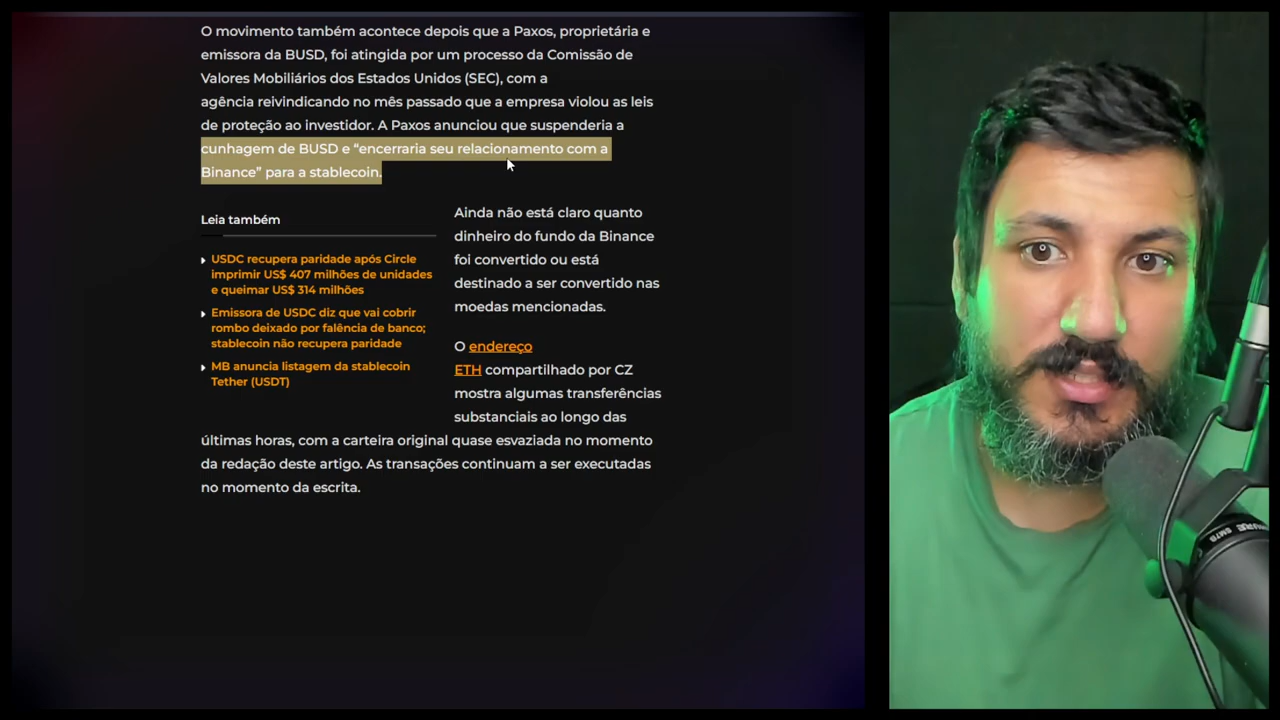 O movimento também acontece depois que a Paxos, proprietária e
emissora da BUSD, foi atingida por um processo da Comissão de
Valores Mobiliários dos Estados Unidos (SEC), com a
agência reivindicando no mês passado que a empresa violou as leis
de proteção ao investidor. A Paxos anunciou que suspenderia a
cunhagem de BUSD e “encerraria seu relacionamento com a
Binance” para a stablecoin.
Leia também
USDC recupera paridade após Circle
imprimir US$ 407 milhões de unidades
e queimar US$ 314 milhões
Emissora de USDC diz que vai cobrir
rombo deixado por falência de banco;
stablecoin não recupera paridade
MB anuncia listagem da stablecoin
Tether (USDT)
Ainda não está claro quanto
dinheiro do fundo da Binance
foi convertido ou está
destinado a ser convertido nas
moedas mencionadas.
O endereço
ETH compartilhado por CZ
mostra algumas transferências
substanciais ao longo das
últimas horas, com a carteira original quase esvaziada no momento
da redação deste artigo. As transações continuam a ser executadas
no momento da escrita.
SM7B